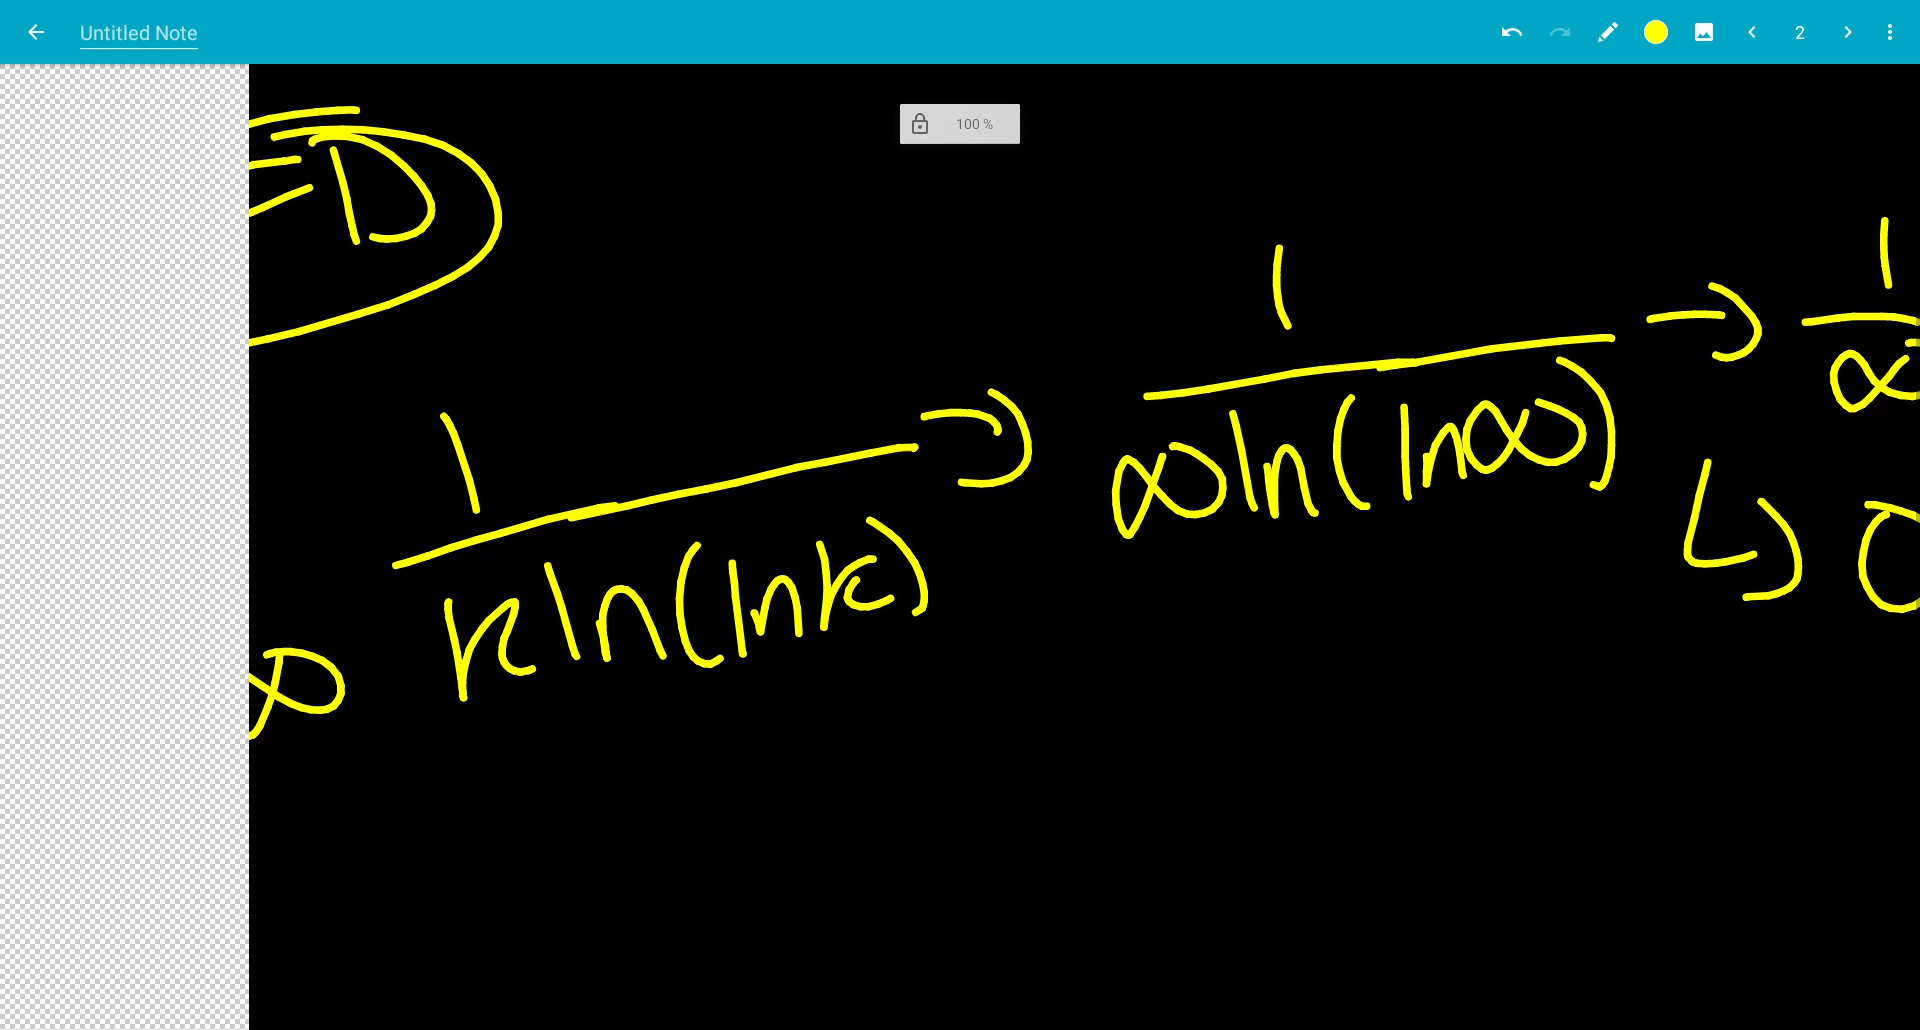 Untitled Note
2
100 %
D
1 / k ln(ln k) → 1 / ∞ ln(ln ∞) → 1 / ∞
∞
↳ 0